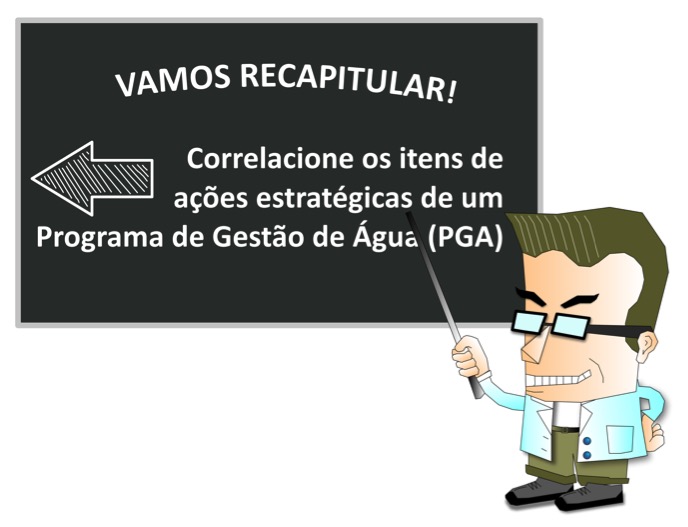 VAMOS RECAPITULAR!
Correlacione os itens de
ações estratégicas de um
Programa de Gestão de Água (PGA)